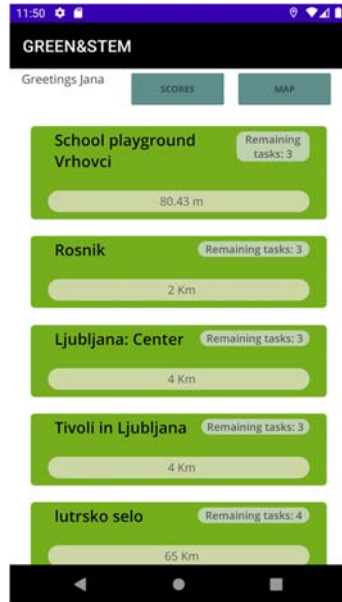 11:50
GREEN&STEM
Greetings Jana
SCORES
MAP
School playground
Vrhovci
Remaining
tasks: 3
80.43 m
Rosnik
Remaining tasks: 3
2 Km
Ljubljana: Center
Remaining tasks: 3
4 Km
Tivoli in Ljubljana
Remaining tasks: 3
4 Km
lutrsko selo
Remaining tasks: 4
65 Km